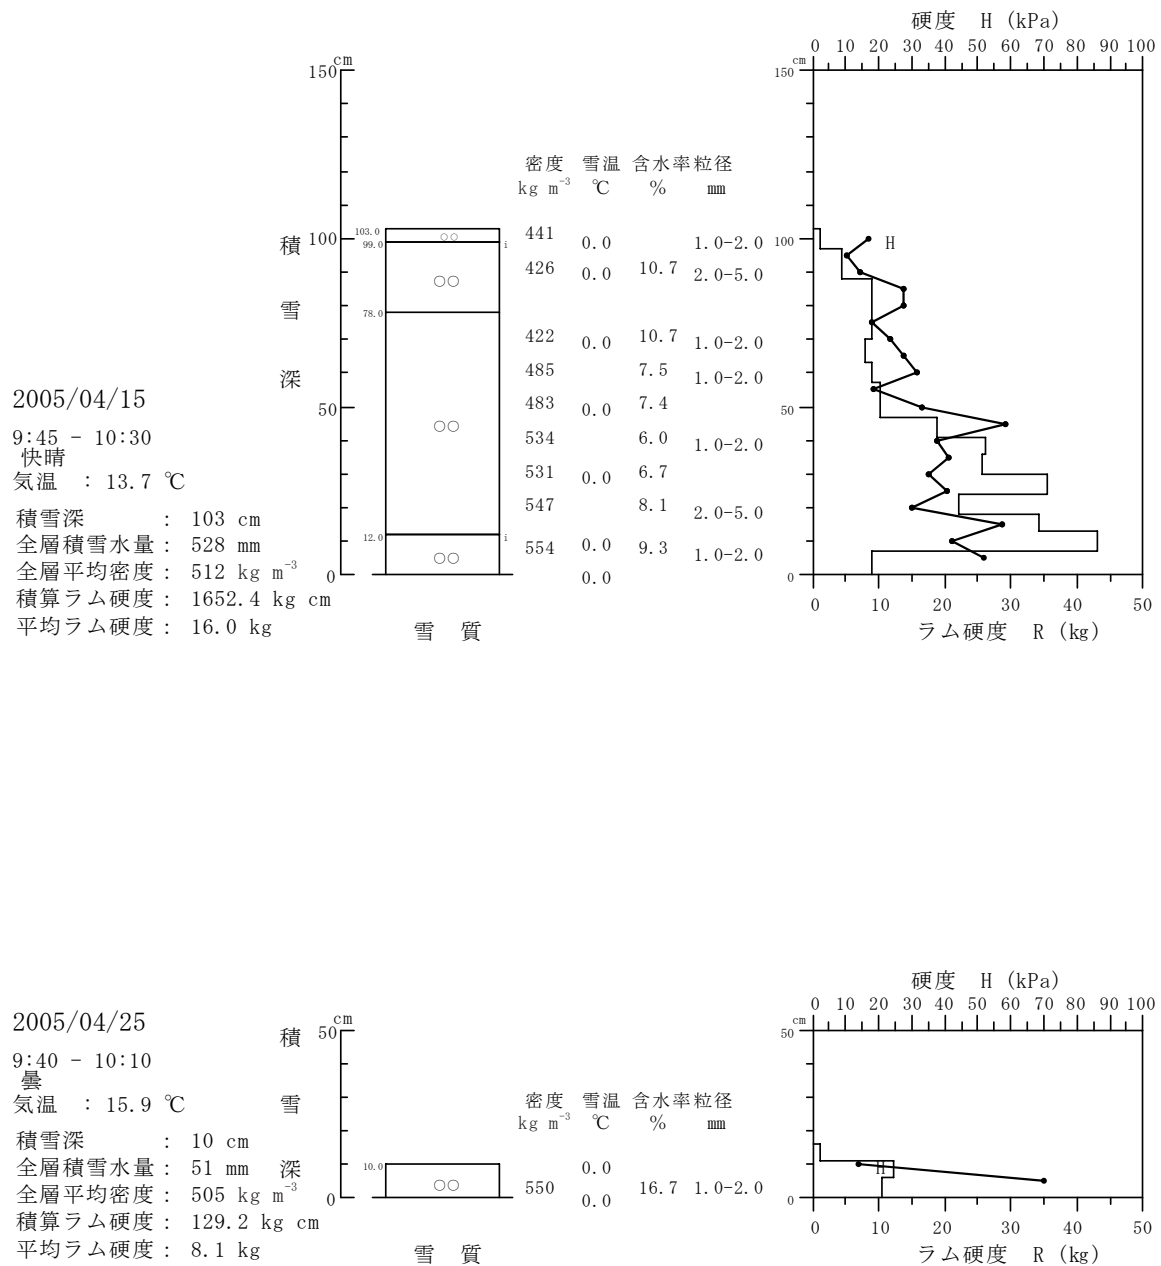 硬度 H (kPa)
0 10 20 30 40 50 60 70 80 90 100
cm
150
cm
150
密度 雪温 含水率 粒径
kg m⁻³ ℃ % mm
103.0
99.0
i
100
積
441
0.0
1.0-2.0
100
H
426
0.0
10.7
2.0-5.0
雪
78.0
422
0.0
10.7
1.0-2.0
深
485
7.5
1.0-2.0
2005/04/15
50
483
0.0
7.4
50
9:45 - 10:30
534
6.0
1.0-2.0
快晴
気温 : 13.7 ℃
531
0.0
6.7
積雪深 : 103 cm
547
8.1
2.0-5.0
全層積雪水量 : 528 mm
12.0
i
554
0.0
9.3
1.0-2.0
全層平均密度 : 512 kg m⁻³
0
0.0
0
積算ラム硬度 : 1652.4 kg cm
0 10 20 30 40 50
平均ラム硬度 : 16.0 kg
雪 質
ラム硬度 R (kg)
硬度 H (kPa)
0 10 20 30 40 50 60 70 80 90 100
2005/04/25
積
cm
50
cm
50
9:40 - 10:10
曇
気温 : 15.9 ℃
雪
密度 雪温 含水率 粒径
kg m⁻³ ℃ % mm
積雪深 : 10 cm
全層積雪水量 : 51 mm
深
10.0
0.0
H
全層平均密度 : 505 kg m⁻³
0
550
0.0
16.7
1.0-2.0
0
積算ラム硬度 : 129.2 kg cm
0 10 20 30 40 50
平均ラム硬度 : 8.1 kg
雪 質
ラム硬度 R (kg)